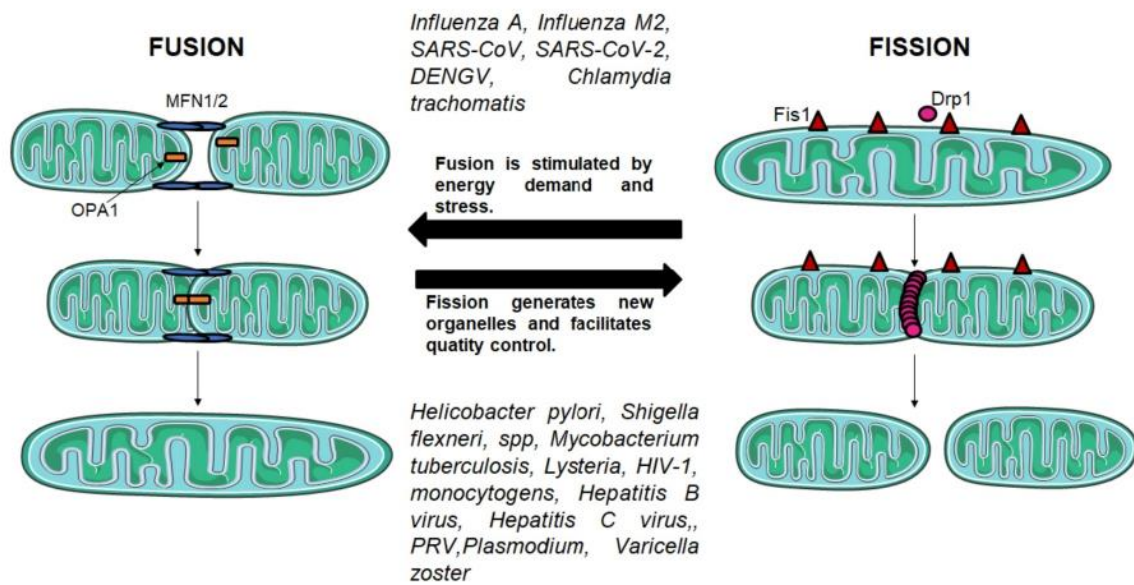 FUSION
MFN1/2
OPA1
Influenza A, Influenza M2,
SARS-CoV, SARS-CoV-2,
DENGV, Chlamydia
trachomatis
Fusion is stimulated by
energy demand and
stress.
Fission generates new
organelles and facilitates
qutatity control.
Helicobacter pylori, Shigella
flexneri, spp, Mycobacterium
tuberculosis, Lysteria, HIV-1,
monocytogens, Hepatitis B
virus, Hepatitis C virus,,
PRV,Plasmodium, Varicella
zoster
FISSION
Drp1
Fis1